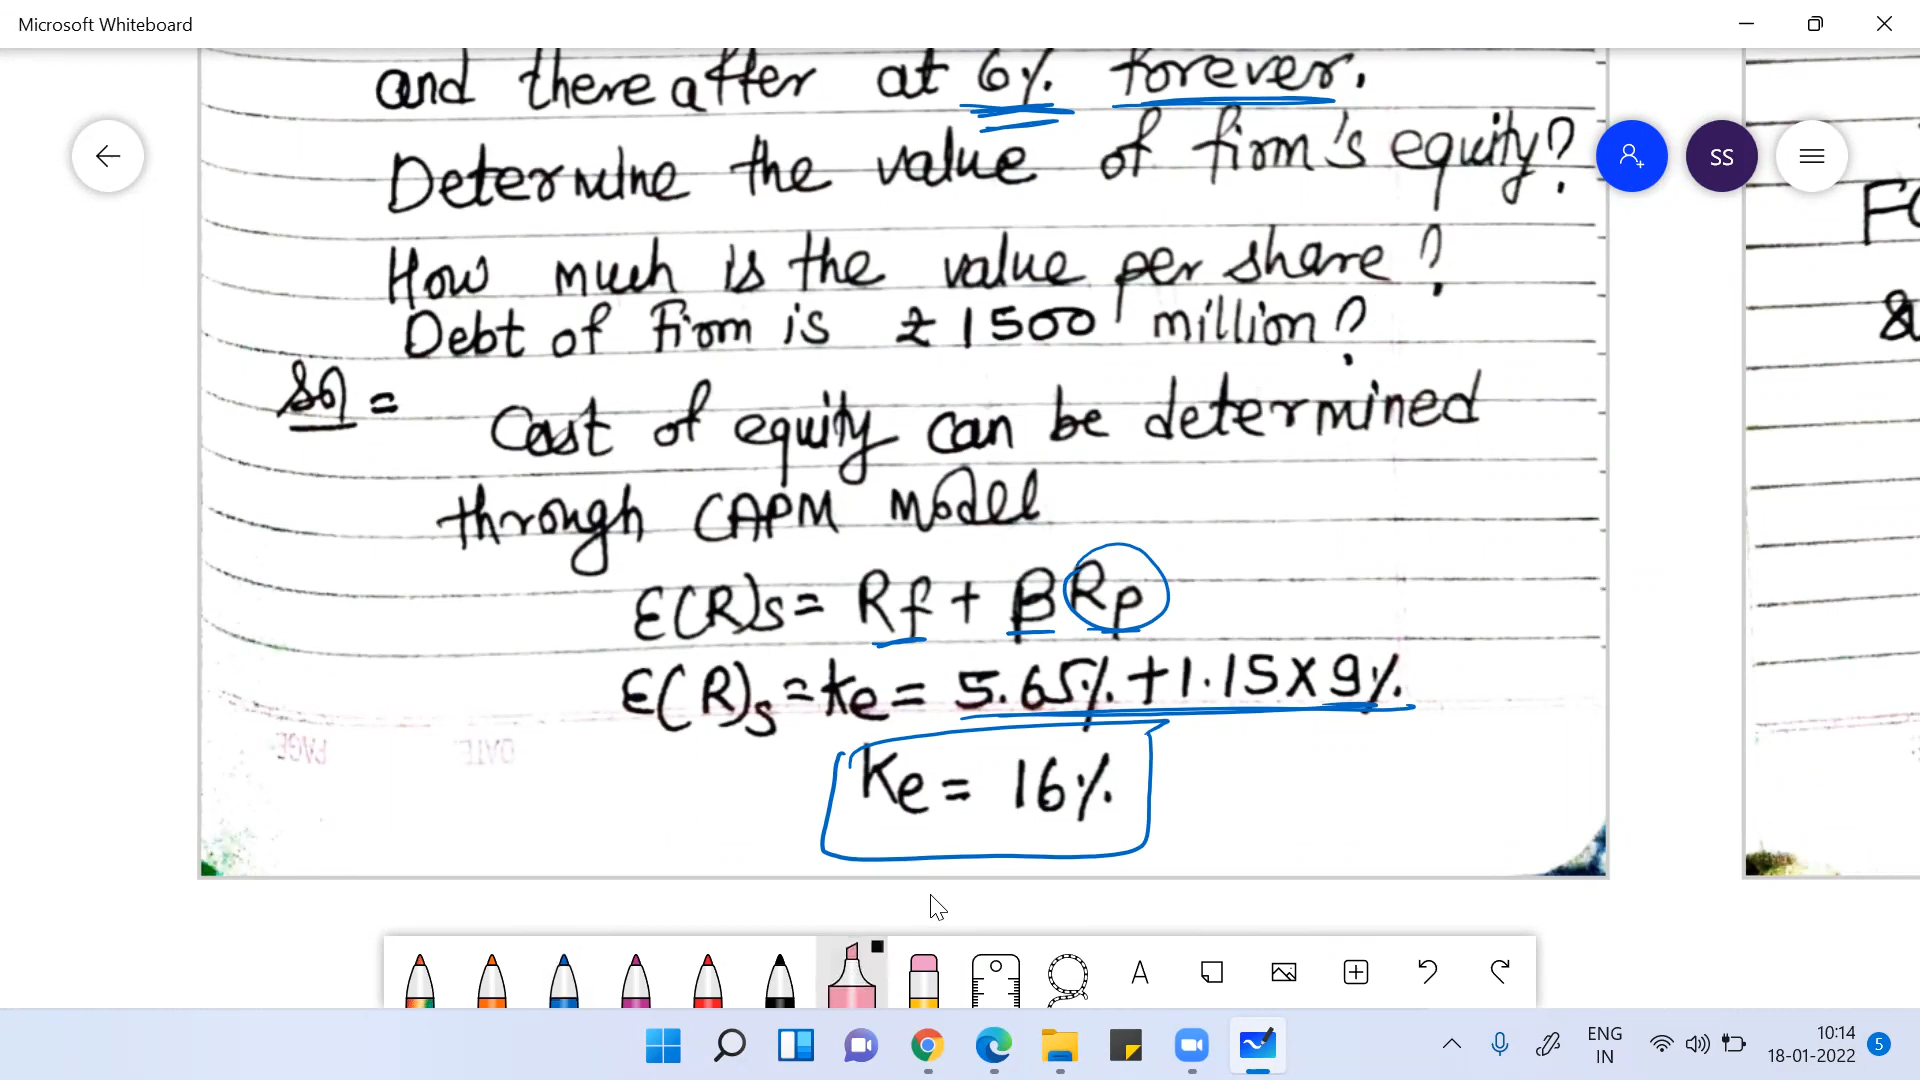 Microsoft Whiteboard
and thereafter at 6% forever.
Determine the value of firm's equity?
How much is the value per share?
Debt of Firm is ₹ 1500 million?
Sol =
Cost of equity can be determined
through CAPM Model
E(R)s = Rf + β Rp
E(R)s = Ke = 5.65% + 1.15 × 9%
Ke = 16%
PAGE DATE
SS
A
ENG
IN
10:14
18-01-2022
5